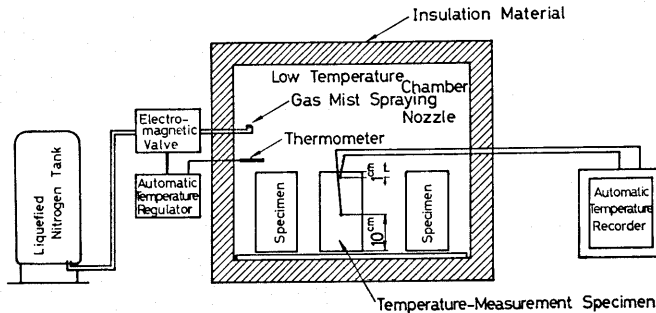 Insulation Material
Low Temperature Chamber
Gas Mist Spraying
Nozzle
Electro-
magnetic
Valve
Thermometer
Automatic
Temperature
Regulator
Liquefied
Nitrogen Tank
Specimen
10cm
Specimen
Automatic
Temperature
Recorder
Temperature-Measurement Specimen